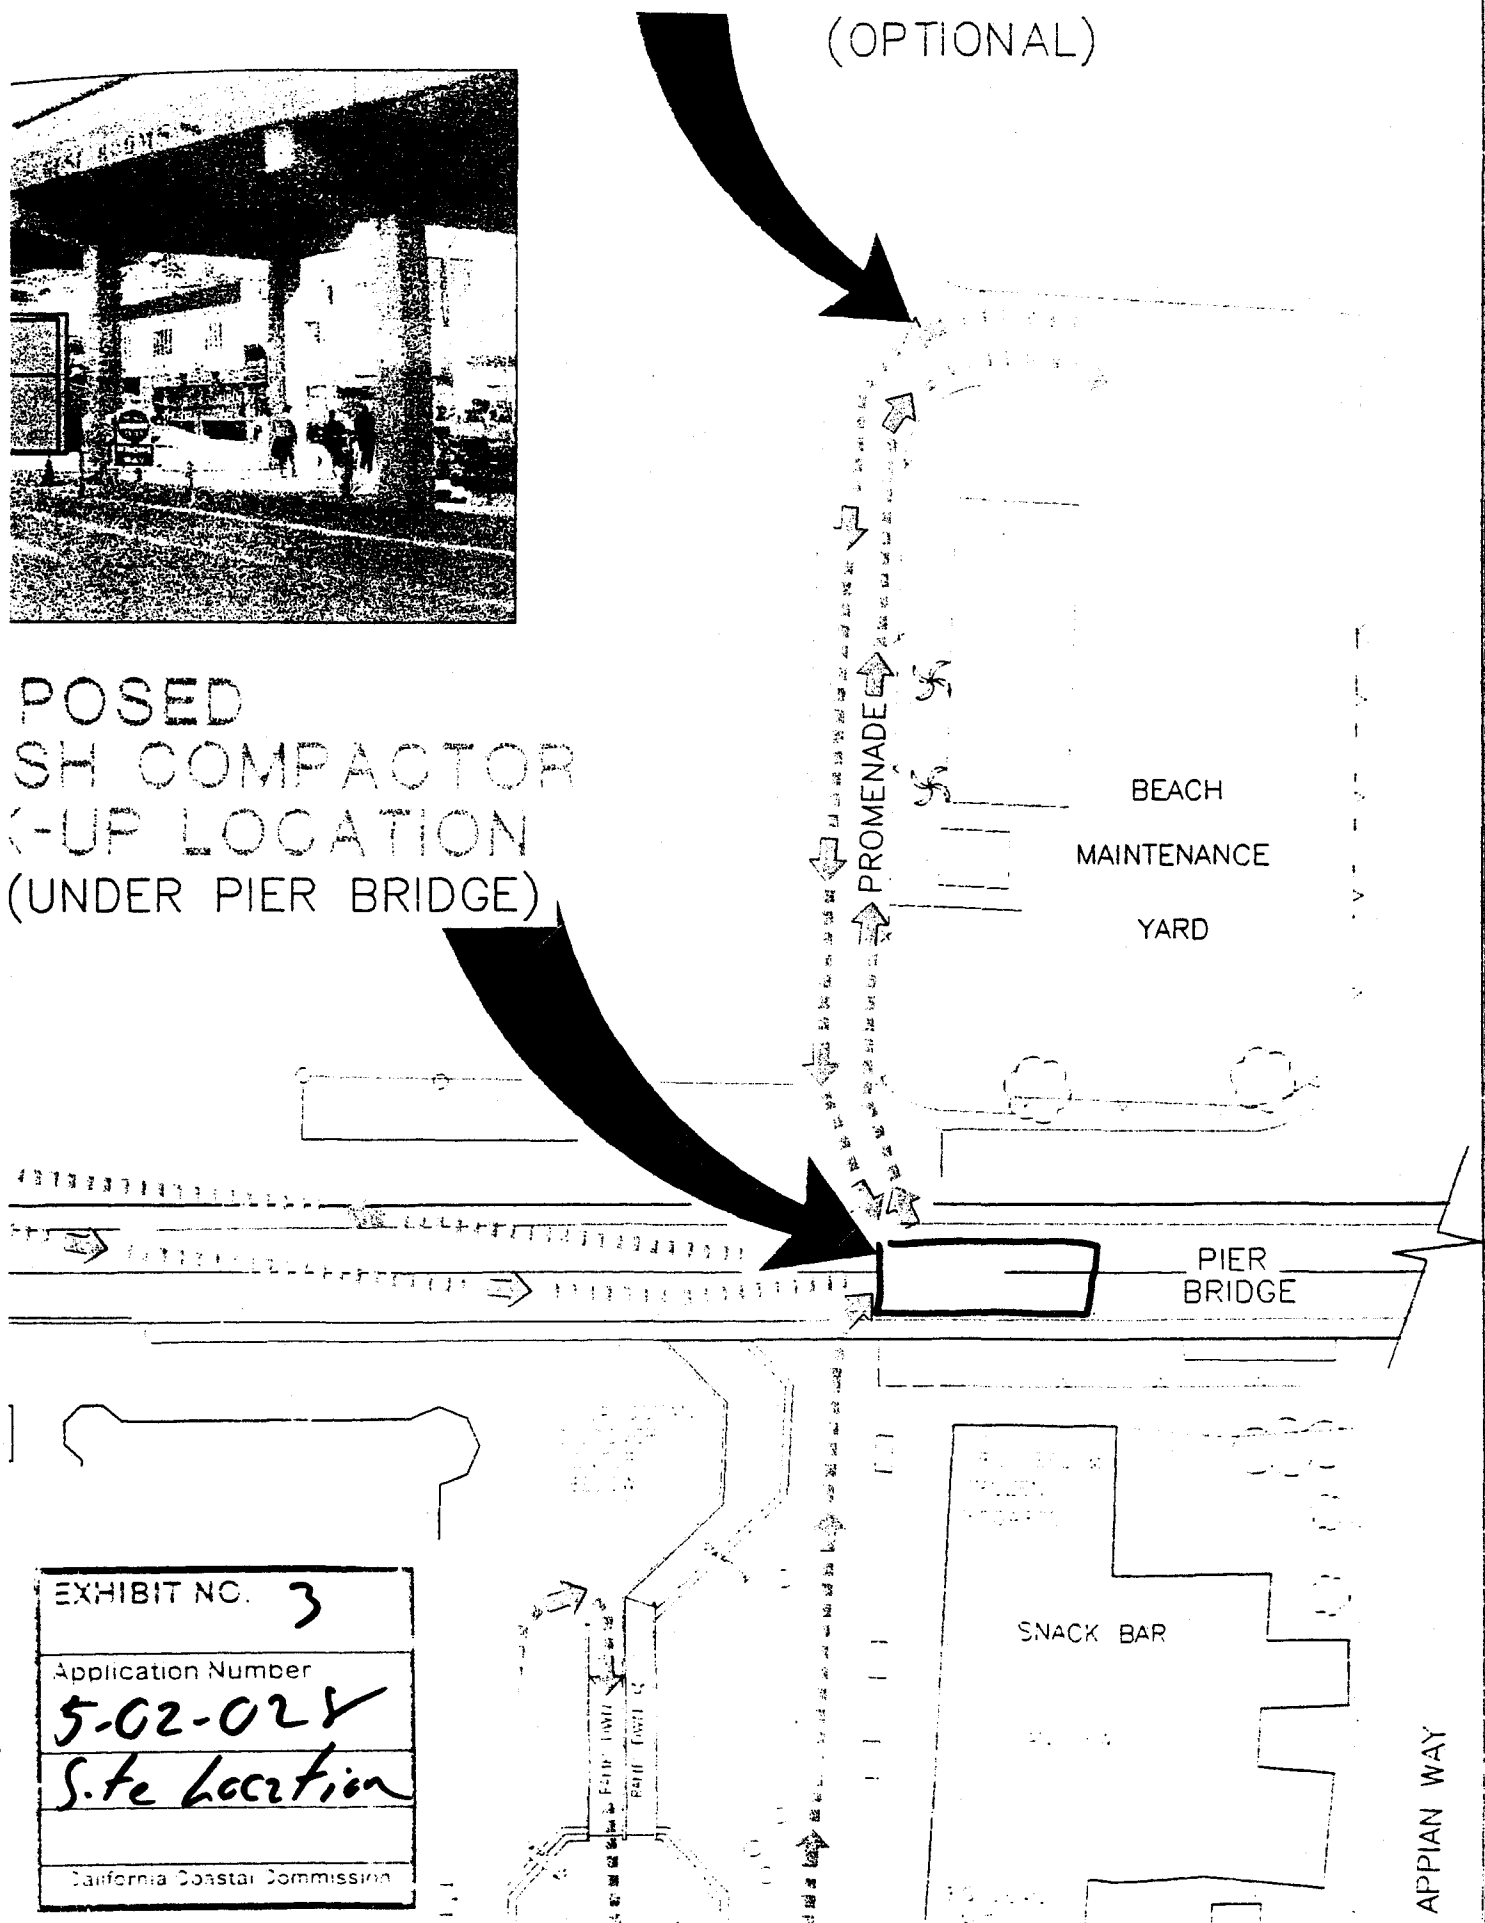 (OPTIONAL)
POSED
SH COMPACTOR
K-UP LOCATION
(UNDER PIER BRIDGE)
PROMENADE
BEACH
MAINTENANCE
YARD
PIER
BRIDGE
SNACK BAR
APPIAN WAY
EXHIBIT NO. 3
Application Number
5-02-028
Site Location
California Coastal Commission